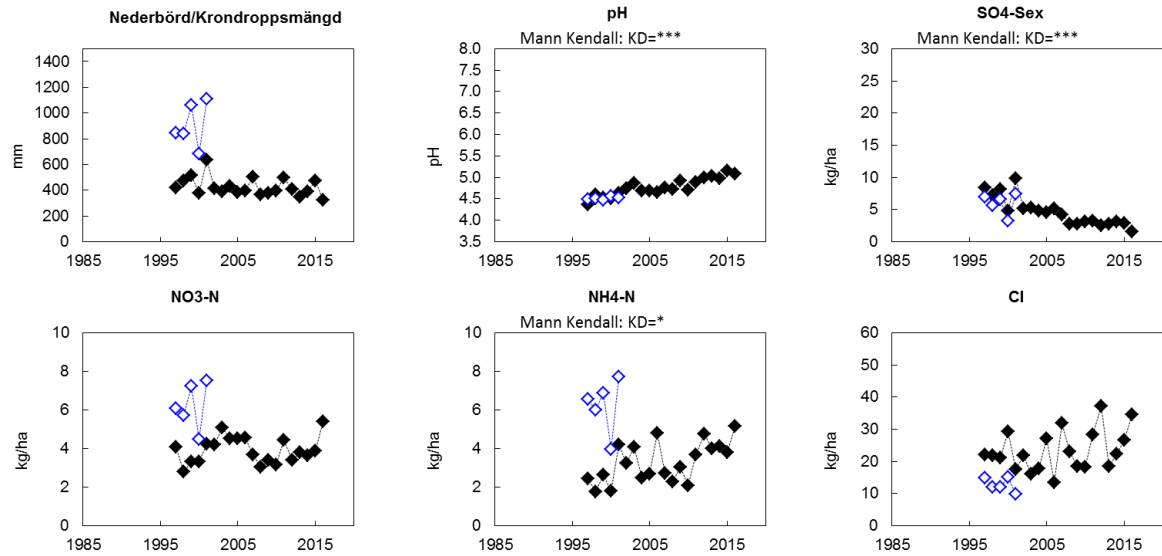 Nederbörd/Krondroppsmängd
mm
1400
1200
1000
800
600
400
200
0
1985 1995 2005 2015
pH
Mann Kendall: KD=***
pH
8.0
7.5
7.0
6.5
6.0
5.5
5.0
4.5
4.0
3.5
1985 1995 2005 2015
SO4-Sex
Mann Kendall: KD=***
kg/ha
30
25
20
15
10
5
0
1985 1995 2005 2015
NO3-N
kg/ha
10
8
6
4
2
0
1985 1995 2005 2015
NH4-N
Mann Kendall: KD=*
kg/ha
10
8
6
4
2
0
1985 1995 2005 2015
Cl
kg/ha
60
50
40
30
20
10
0
1985 1995 2005 2015